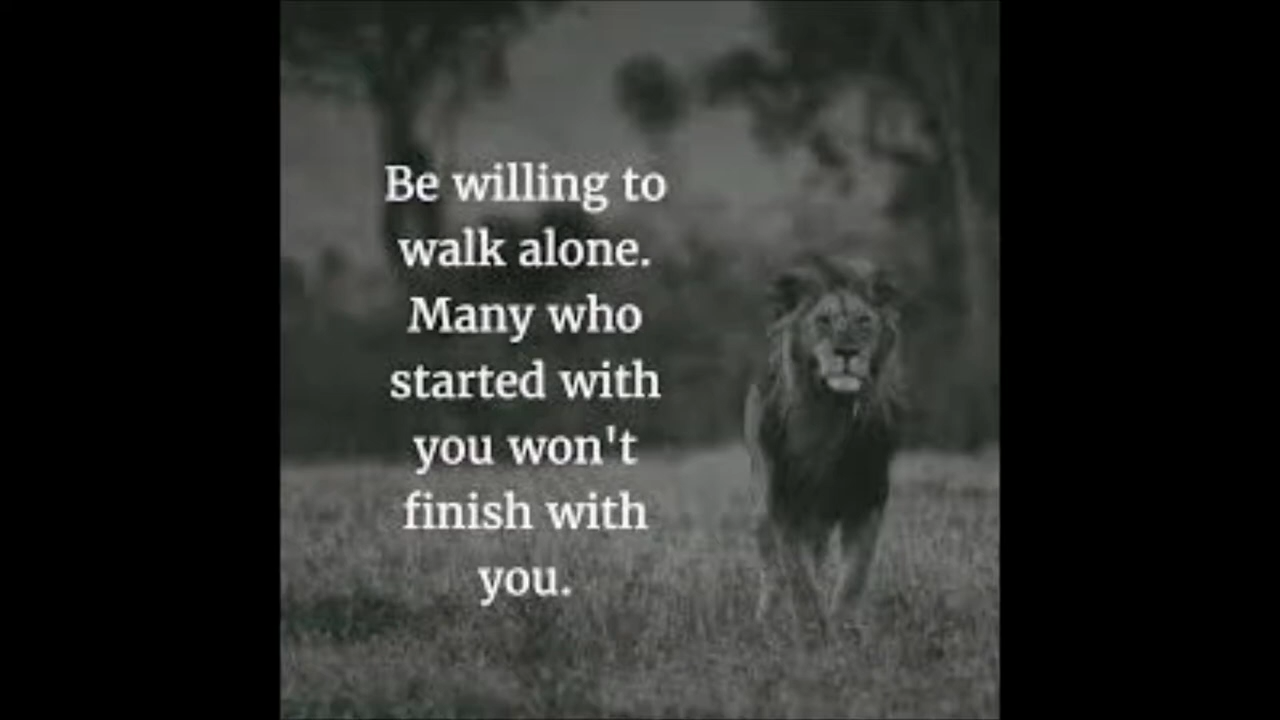 Be willing to
walk alone.
Many who
started with
you won't
finish with
you.